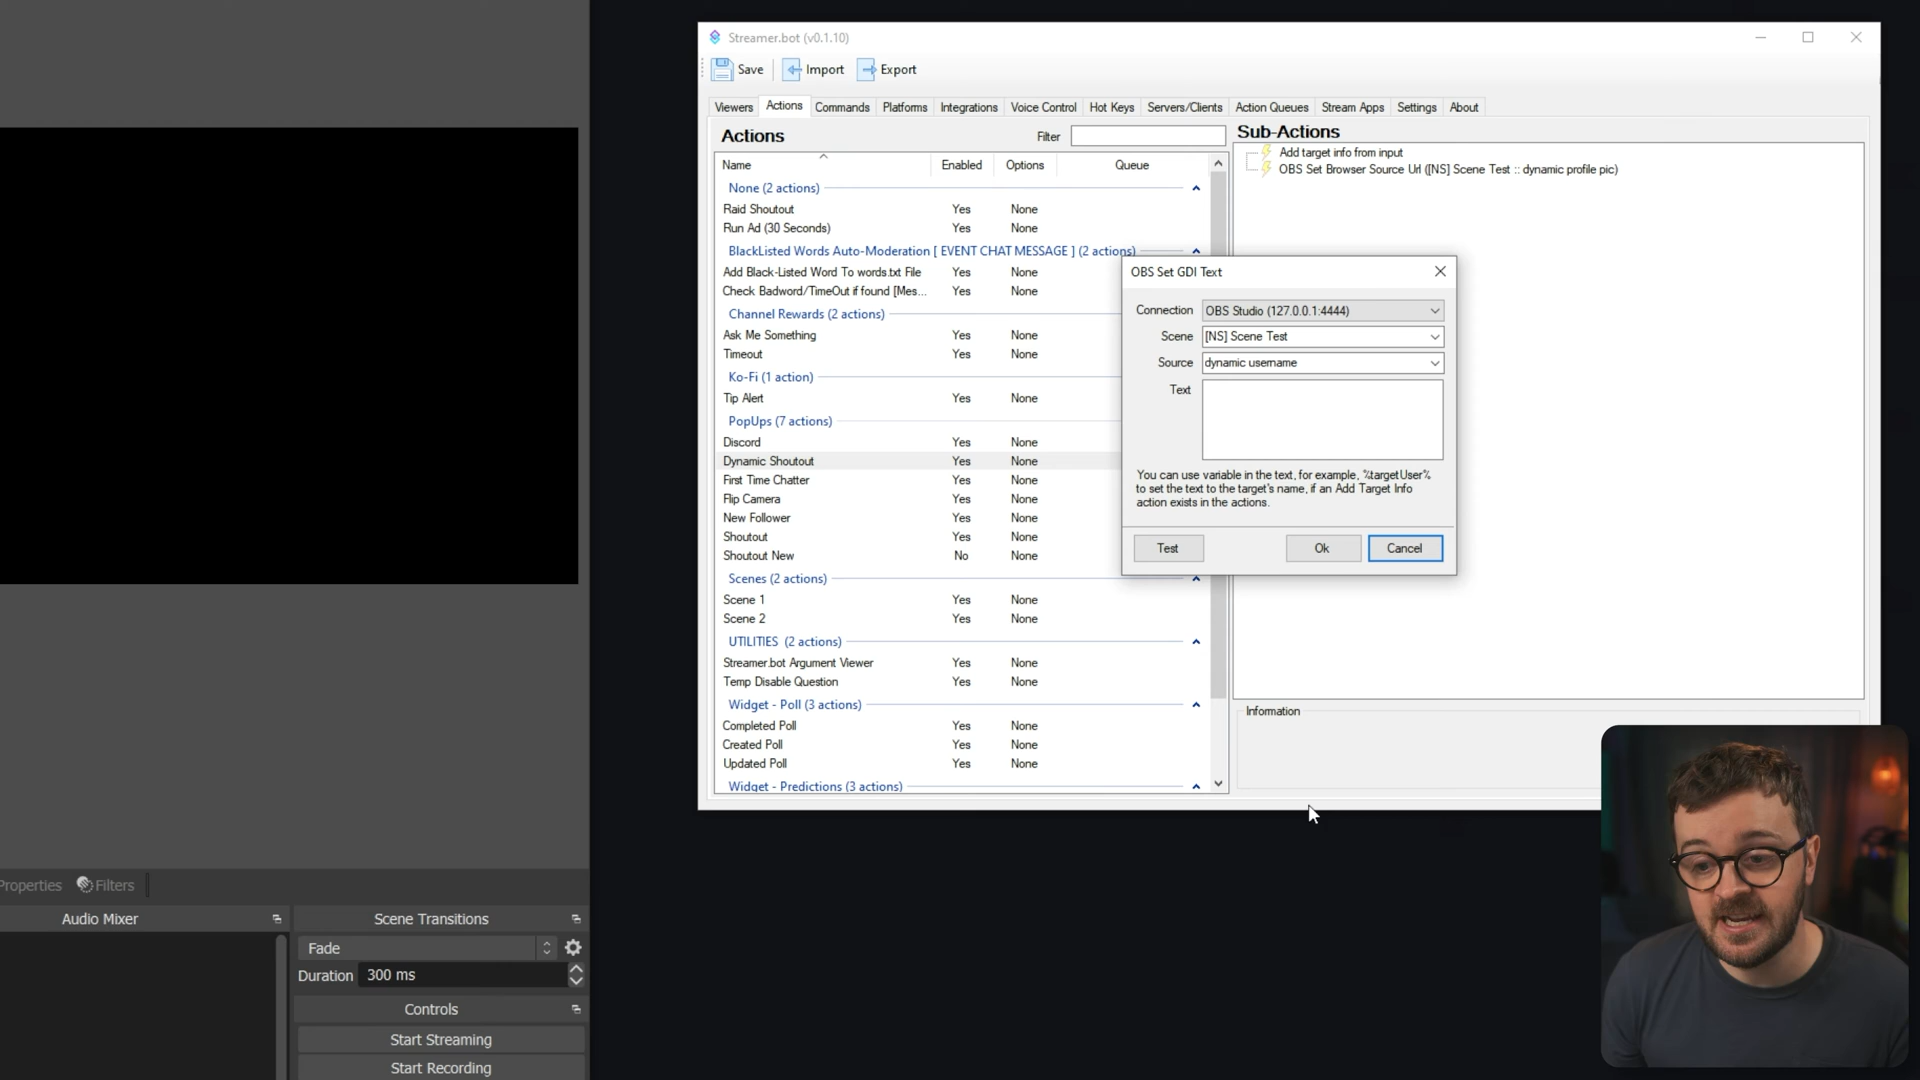 Streamer.bot (v0.1.10)
Save Import Export
Viewers Actions Commands Platforms Integrations Voice Control Hot Keys Servers/Clients Action Queues Stream Apps Settings About
Actions
Filter
Name Enabled Options Queue
None (2 actions)
Raid Shoutout Yes None
Run Ad (30 Seconds) Yes None
BlackListed Words Auto-Moderation [ EVENT CHAT MESSAGE ] (2 actions)
Add Black-Listed Word To words.txt File Yes None
Check Badword/TimeOut if found [Mes... Yes None
Channel Rewards (2 actions)
Ask Me Something Yes None
Timeout Yes None
Ko-Fi (1 action)
Tip Alert Yes None
PopUps (7 actions)
Discord Yes None
Dynamic Shoutout Yes None
First Time Chatter Yes None
Flip Camera Yes None
New Follower Yes None
Shoutout Yes None
Shoutout New No None
Scenes (2 actions)
Scene 1 Yes None
Scene 2 Yes None
UTILITIES (2 actions)
Streamer.bot Argument Viewer Yes None
Temp Disable Question Yes None
Widget - Poll (3 actions)
Completed Poll Yes None
Created Poll Yes None
Updated Poll Yes None
Widget - Predictions (3 actions)
Sub-Actions
Add target info from input
OBS Set Browser Source Url ([NS] Scene Test :: dynamic profile pic)
Information
OBS Set GDI Text
Connection OBS Studio (127.0.0.1:4444)
Scene [NS] Scene Test
Source dynamic username
Text
You can use variable in the text, for example, %targetUser%
to set the text to the target's name, if an Add Target Info
action exists in the actions.
Test Ok Cancel
Properties Filters
Audio Mixer
Scene Transitions
Fade
Duration 300 ms
Controls
Start Streaming
Start Recording